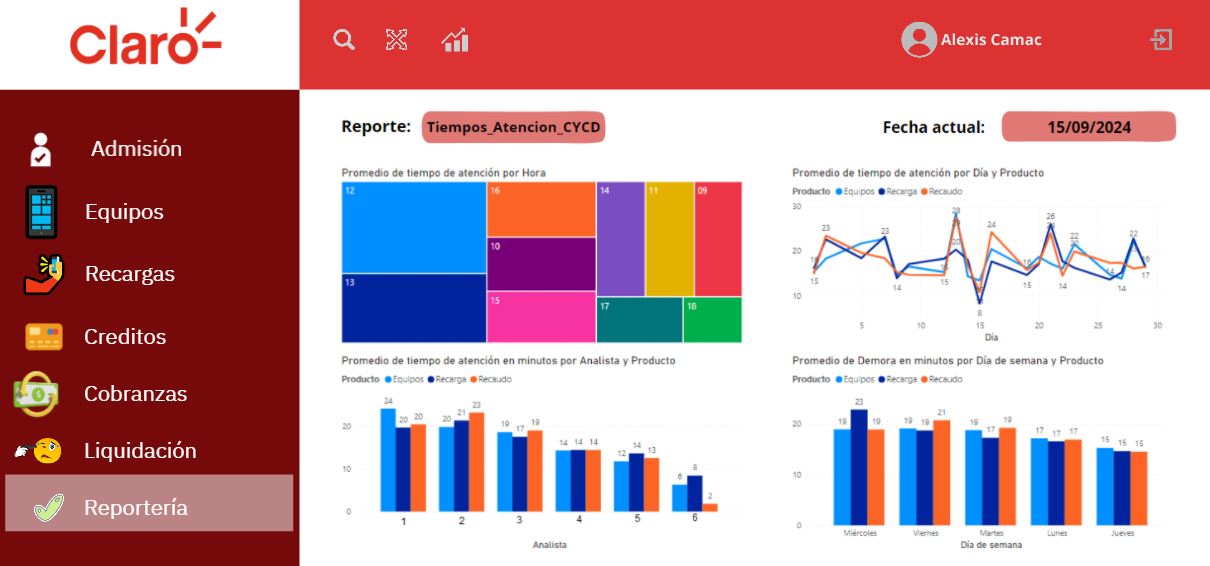 Claro
Alexis Camac
Admisión
Equipos
Recargas
Creditos
Cobranzas
Liquidación
Reportería
Reporte: Tiempos_Atencion_CYCD
Fecha actual: 15/09/2024
Promedio de tiempo de atención por Hora
12 16 14 11 09
10
13
15 17 18
Promedio de tiempo de atención por Día y Producto
Producto Equipos Recarga Recaudo
30
20
10
23 23 28 20 24 26 22 22
15 14 15 8 15 14 14 14 16 17
5 10 15 20 25 30
Día
Promedio de tiempo de atención en minutos por Analista y Producto
Producto Equipos Recarga Recaudo
20
10
0
24 20 20 20 21 23 19 17 19 14 14 14 12 14 13 6 8 2
1 2 3 4 5 6
Analista
Promedio de Demora en minutos por Día de semana y Producto
Producto Equipos Recarga Recaudo
20
10
0
19 23 19 19 19 21 19 17 19 17 17 17 15 15 15
Miércoles Viernes Martes Lunes Jueves
Día de semana